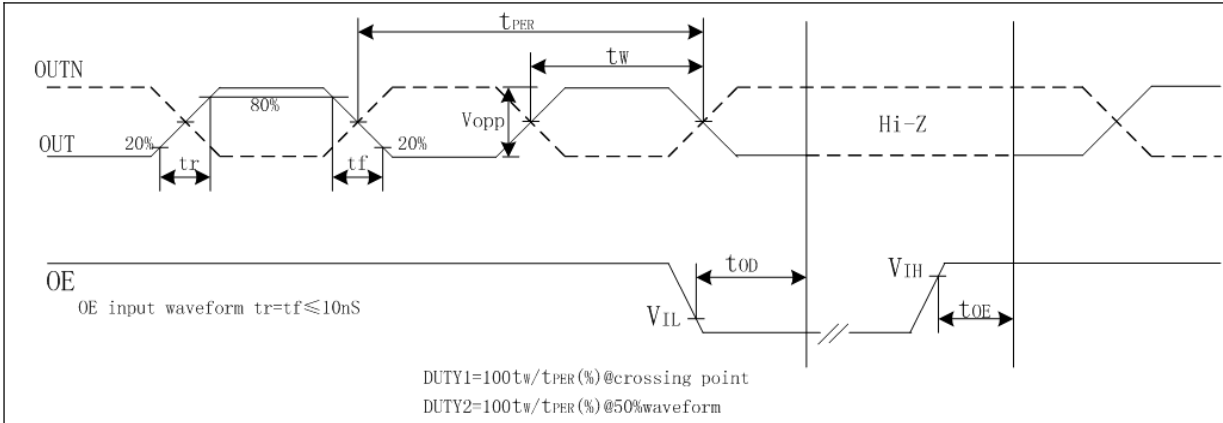 tPER
OUTN
tW
80%
Vopp
Hi-Z
OUT
20%
20%
tr
tf
OE
tOD
VIH
OE input waveform tr=tf≤10nS
VIL
tOE
DUTY1=100tW/tPER(%)@crossing point
DUTY2=100tW/tPER(%)@50%waveform